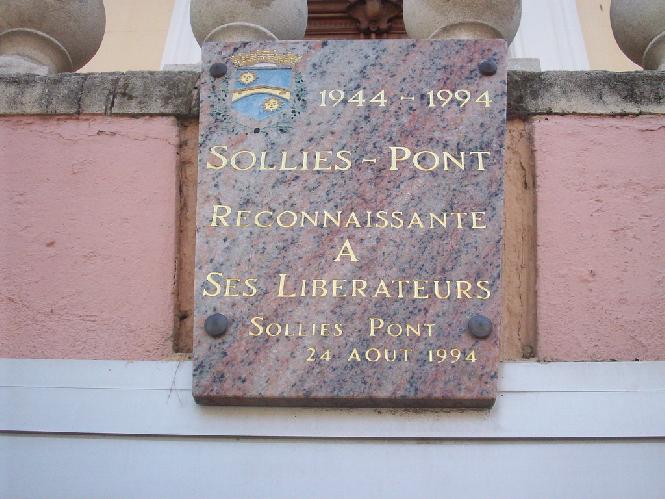 1944 - 1994
SOLLIES - PONT
RECONNAISSANTE
A
SES LIBERATEURS
SOLLIES PONT
24 AOUT 1994